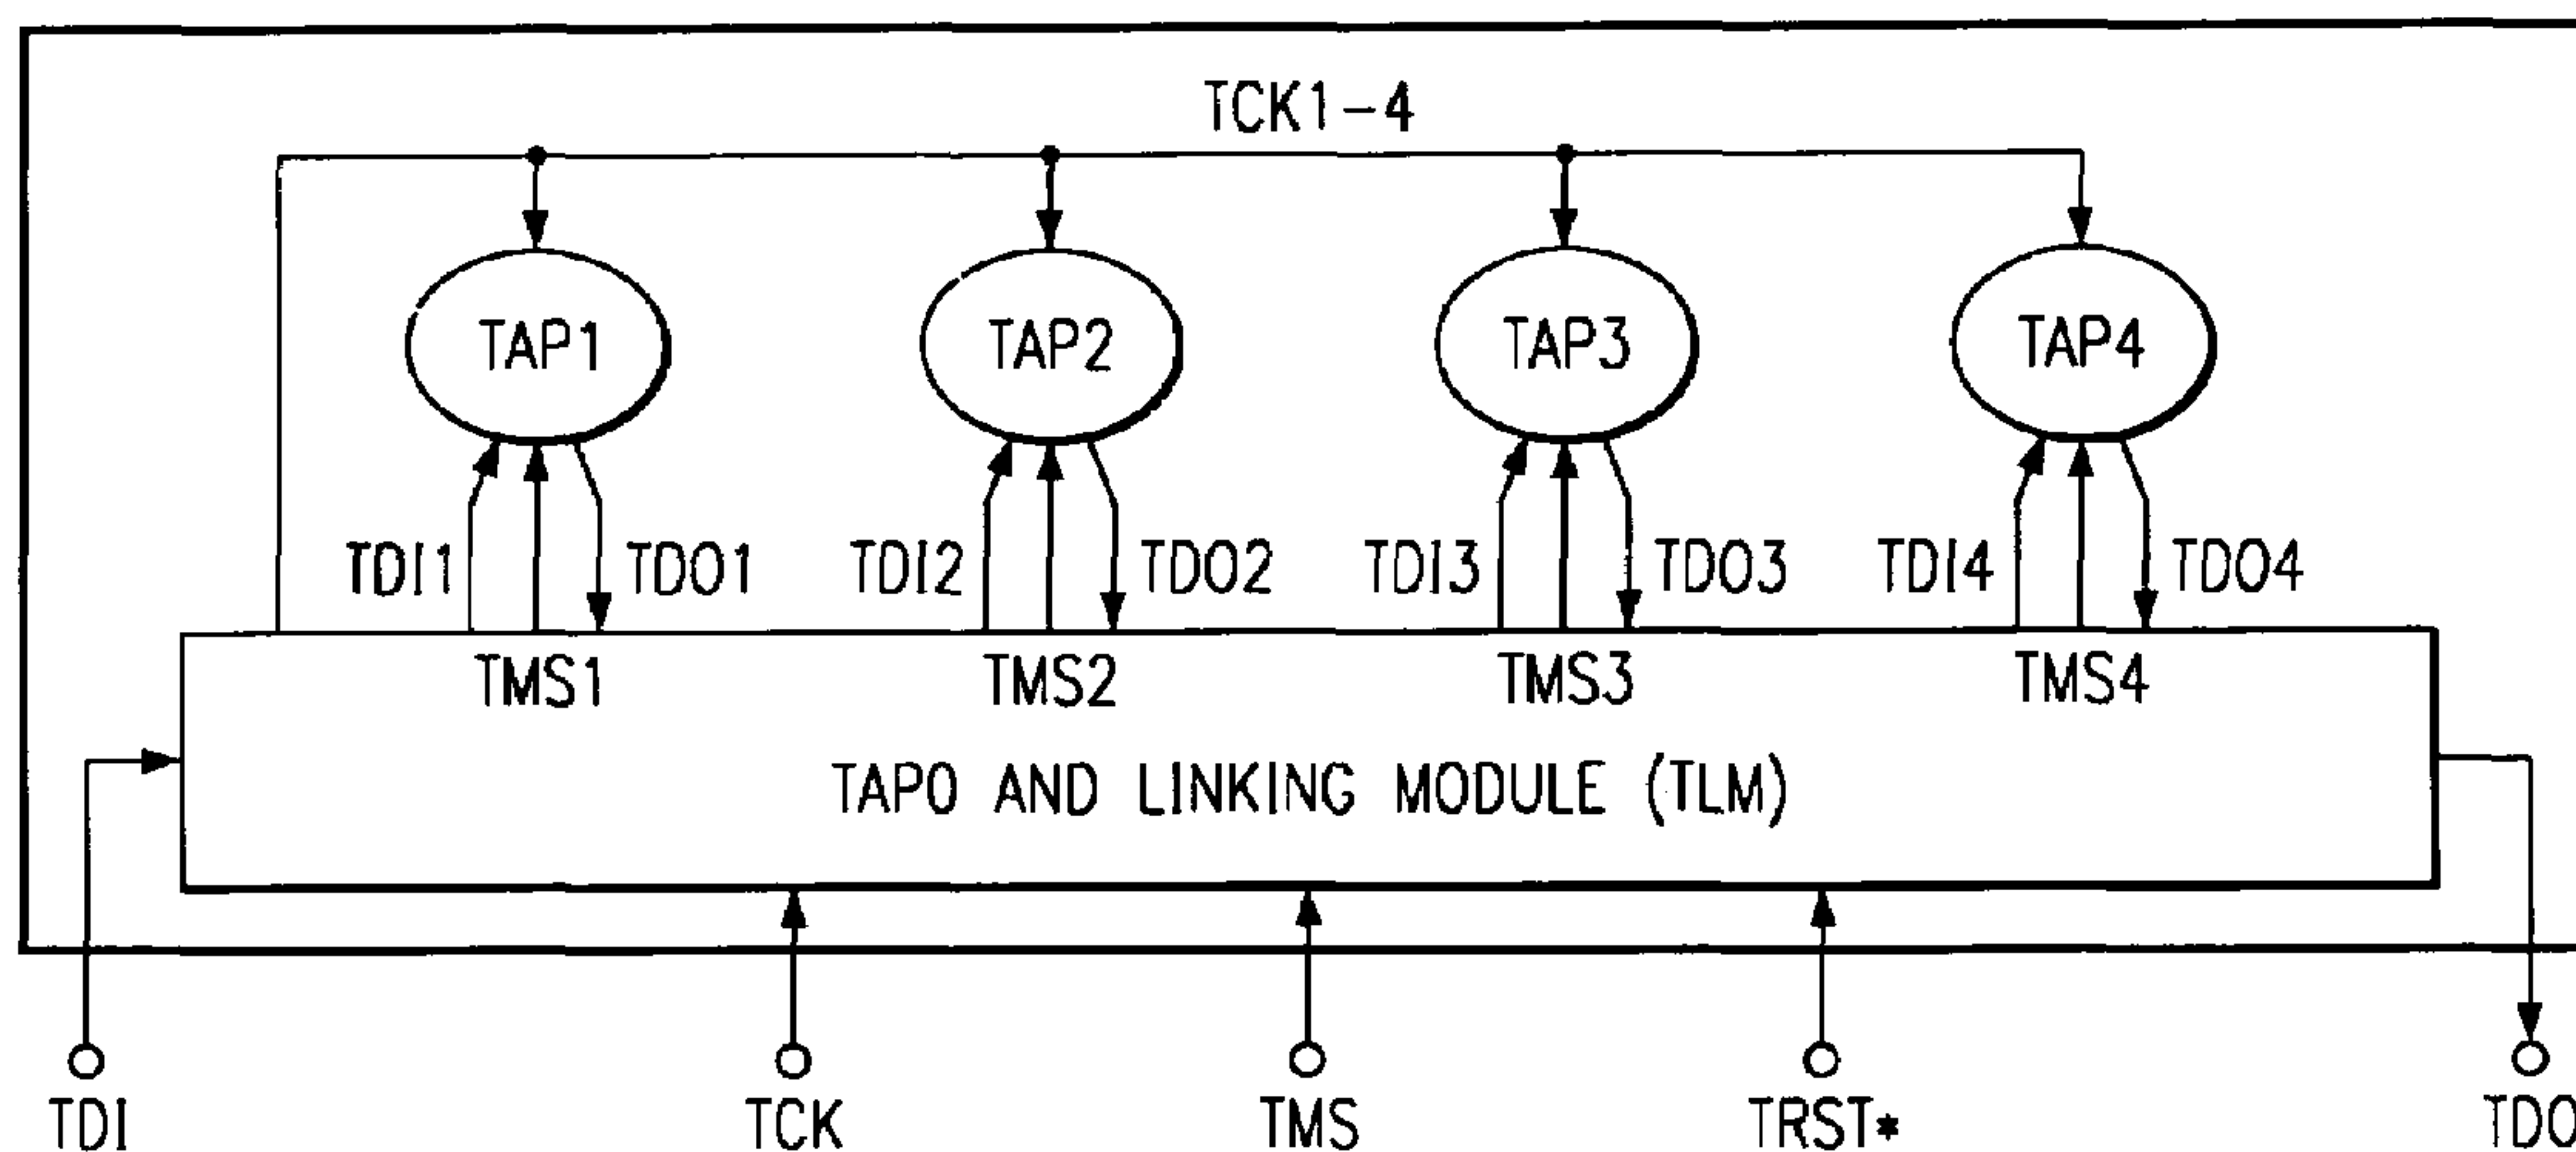 TCK1-4
TAP1 TAP2 TAP3 TAP4
TDI1 TDO1 TDI2 TDO2 TDI3 TDO3 TDI4 TDO4
TMS1 TMS2 TMS3 TMS4
TAP0 AND LINKING MODULE (TLM)
TDI TCK TMS TRST* TDO